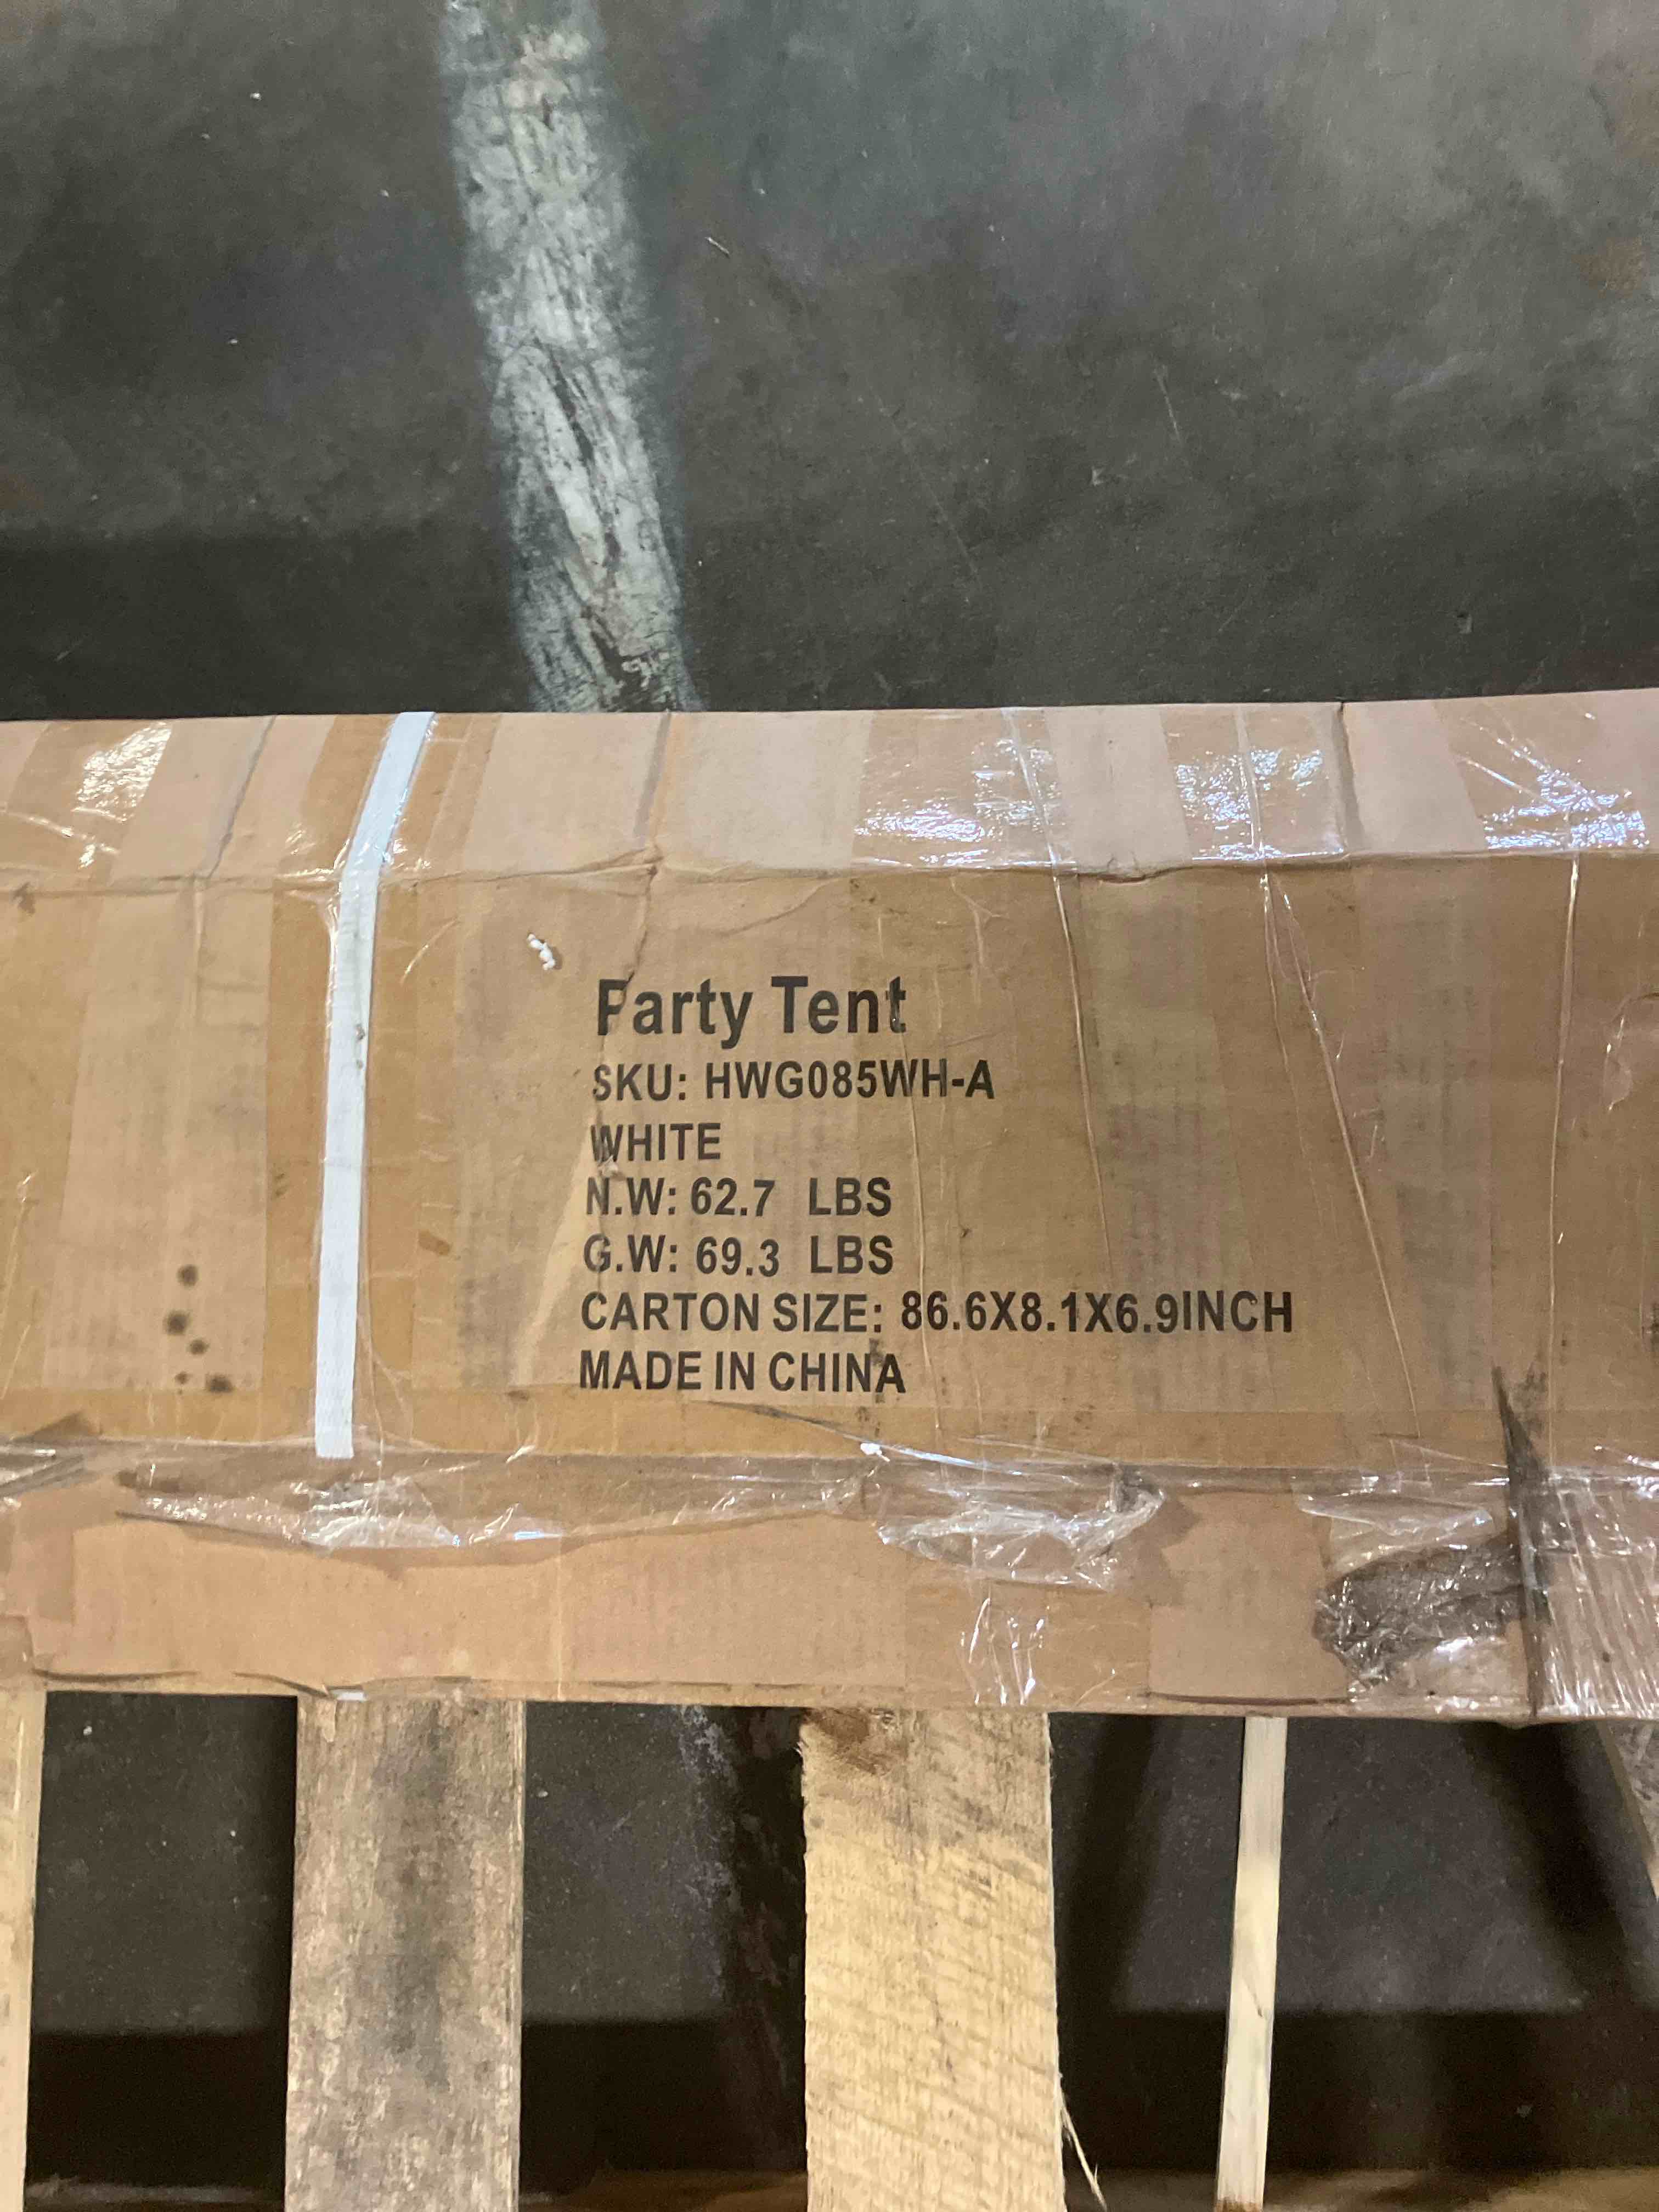 Party Tent
SKU: HWG085WH-A
WHITE
N.W: 62.7 LBS
G.W: 69.3 LBS
CARTON SIZE: 86.6X8.1X6.9INCH
MADE IN CHINA